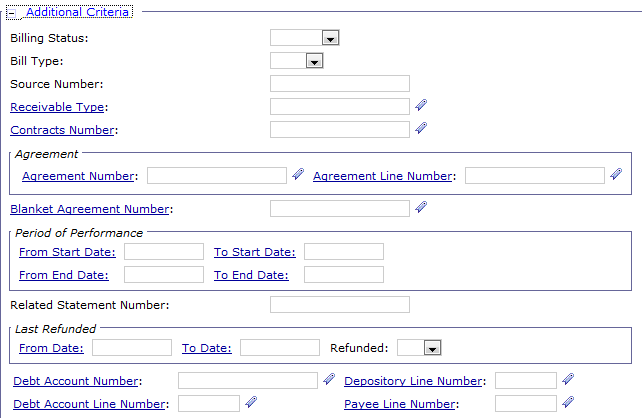 Additional Criteria
Billing Status:
Bill Type:
Source Number:
Receivable Type:
Contracts Number:
Agreement
Agreement Number: Agreement Line Number:
Blanket Agreement Number:
Period of Performance
From Start Date: To Start Date:
From End Date: To End Date:
Related Statement Number:
Last Refunded
From Date: To Date: Refunded:
Debt Account Number: Depository Line Number:
Debt Account Line Number: Payee Line Number: